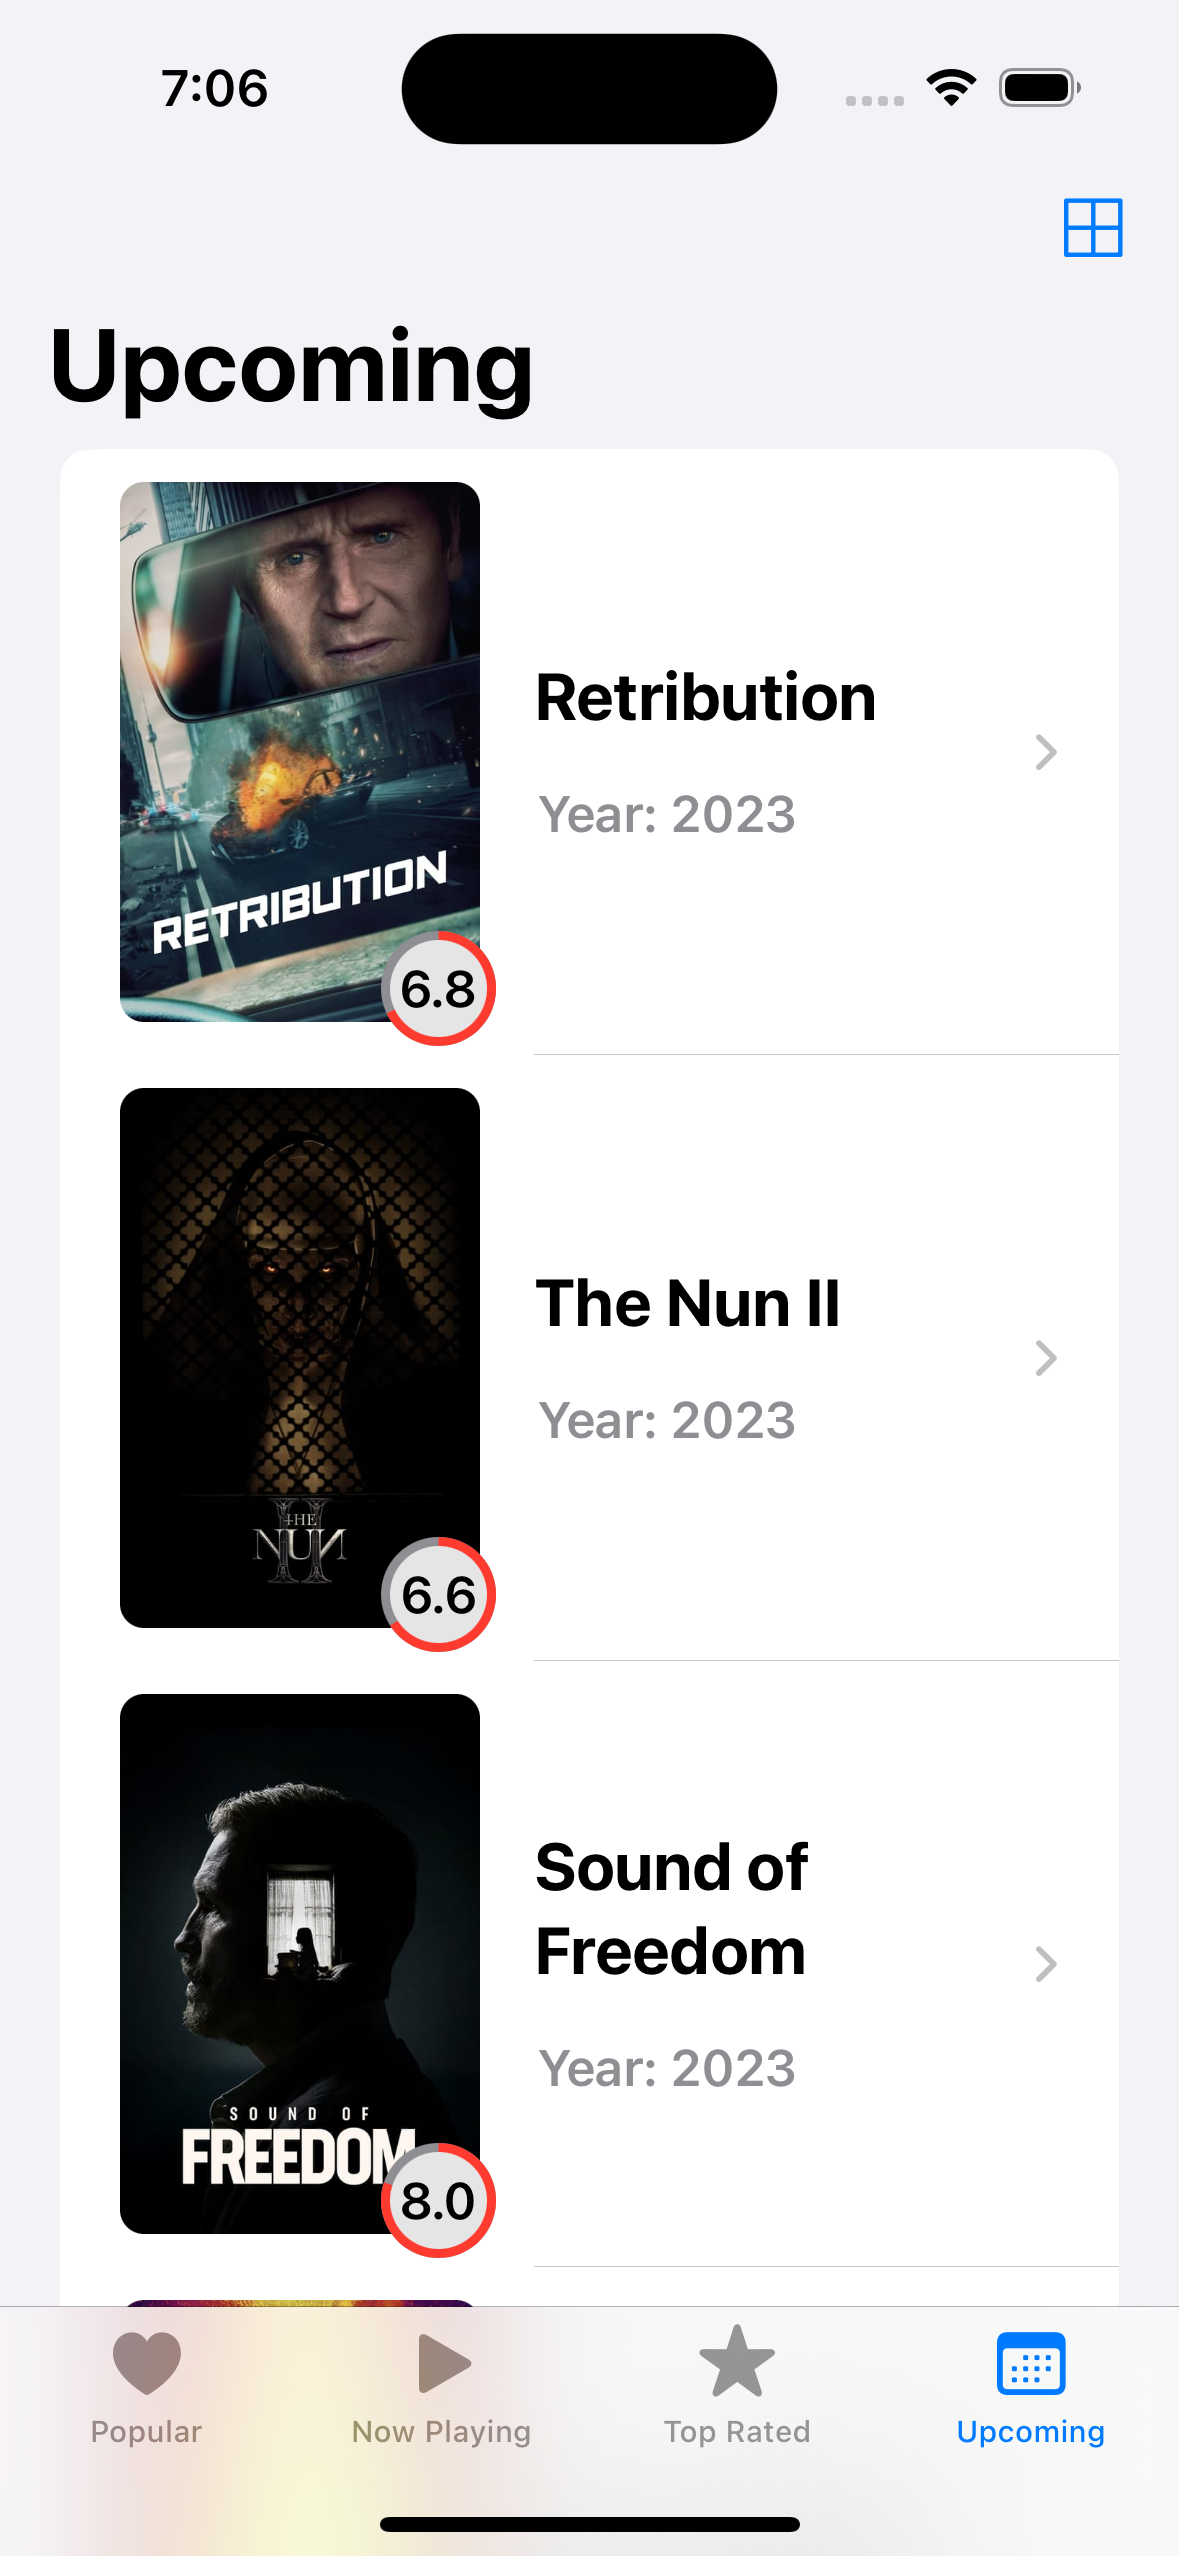 7:06
Upcoming
RETRIBUTION
6.8
Retribution
Year: 2023
THE
NUN
II
6.6
The Nun II
Year: 2023
SOUND OF
FREEDOM
8.0
Sound of
Freedom
Year: 2023
Popular
Now Playing
Top Rated
Upcoming